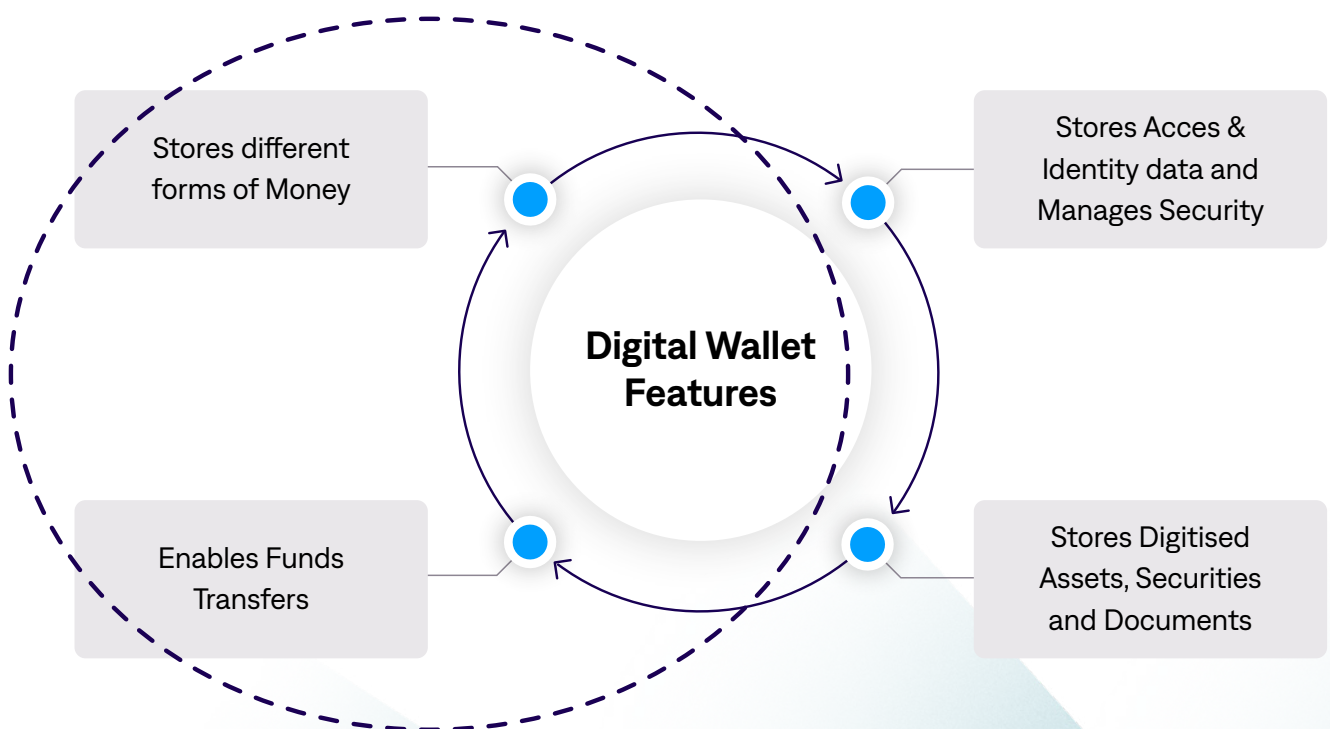 Stores different
forms of Money
Stores Acces &
Identity data and
Manages Security
Digital Wallet
Features
Enables Funds
Transfers
Stores Digitised
Assets, Securities
and Documents